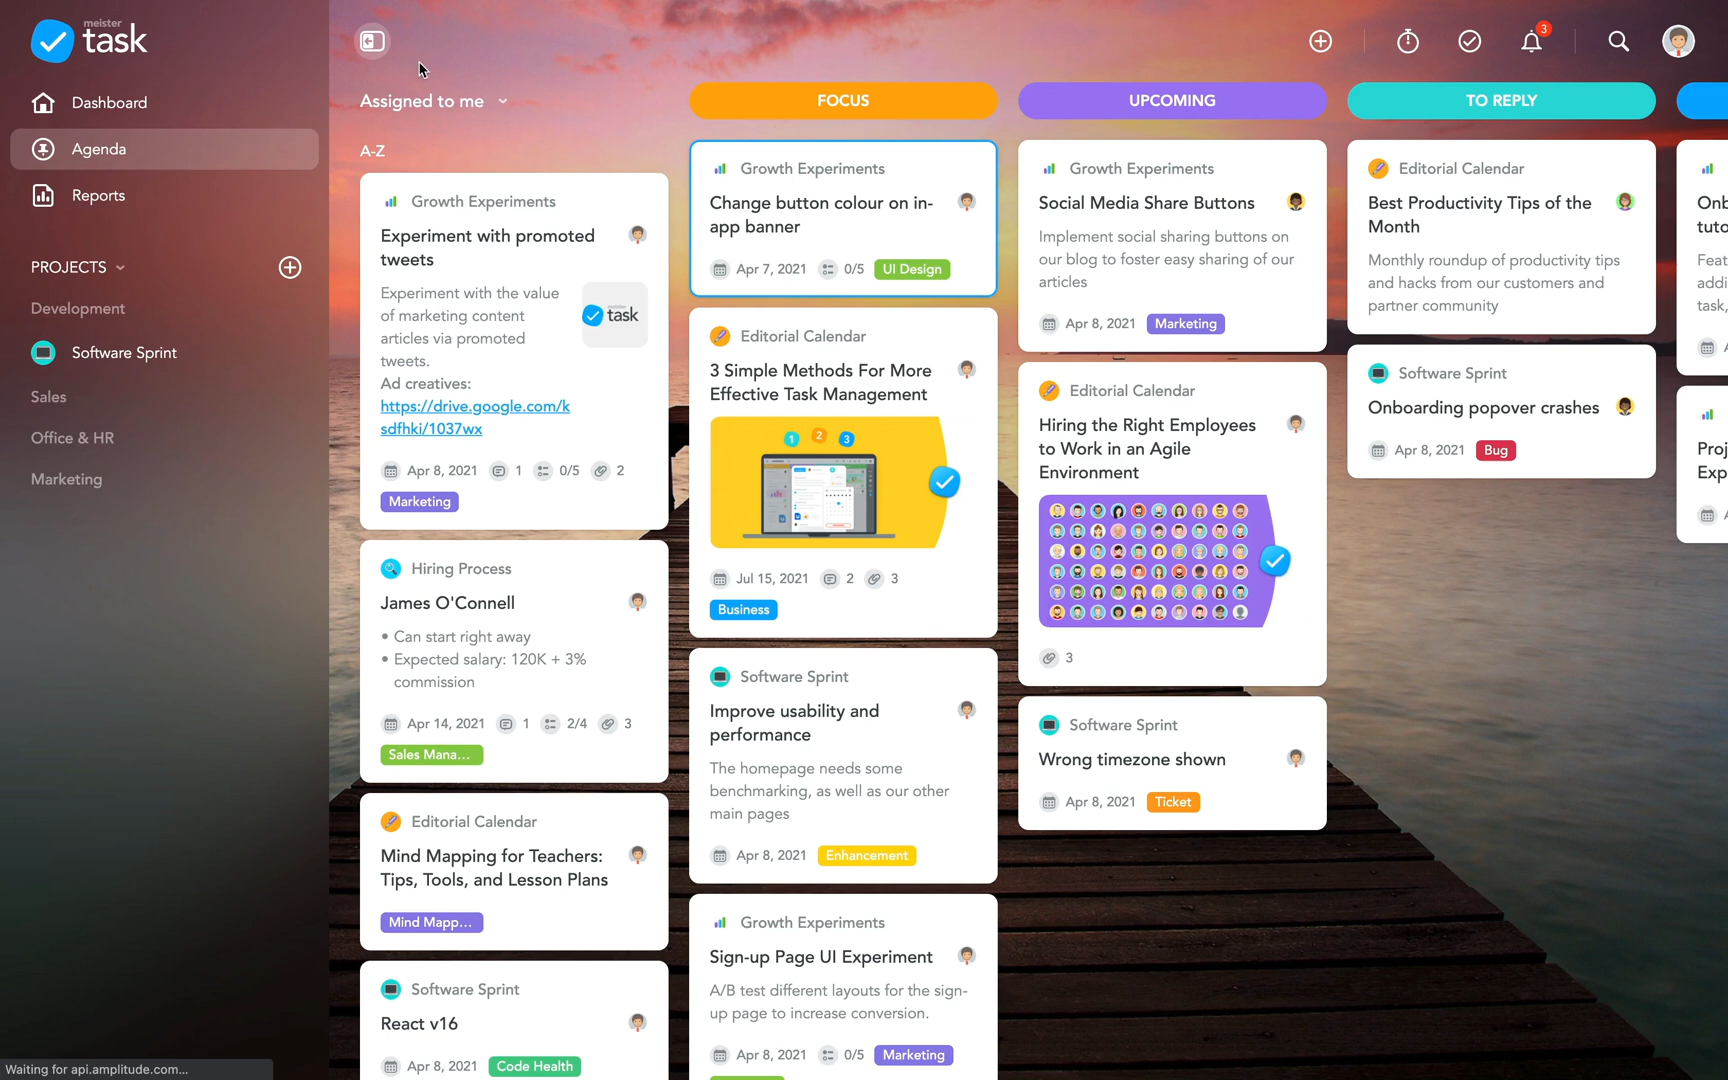 meister
task
Dashboard
Agenda
Reports
PROJECTS
Development
Software Sprint
Sales
Office & HR
Marketing
Waiting for api.amplitude.com...
3
Assigned to me
A-Z
Growth Experiments
Experiment with promoted
tweets
Experiment with the value
of marketing content
articles via promoted
tweets.
Ad creatives:
https://drive.google.com/k
sdfhki/1037wx
meister
task
Apr 8, 2021 1 0/5 2
Marketing
Hiring Process
James O'Connell
• Can start right away
• Expected salary: 120K + 3%
commission
Apr 14, 2021 1 2/4 3
Sales Mana...
Editorial Calendar
Mind Mapping for Teachers:
Tips, Tools, and Lesson Plans
Mind Mapp...
Software Sprint
React v16
Apr 8, 2021 Code Health
FOCUS
Growth Experiments
Change button colour on in-
app banner
Apr 7, 2021 0/5 UI Design
Editorial Calendar
3 Simple Methods For More
Effective Task Management
1 2 3
Jul 15, 2021 2 3
Business
Software Sprint
Improve usability and
performance
The homepage needs some
benchmarking, as well as our other
main pages
Apr 8, 2021 Enhancement
Growth Experiments
Sign-up Page UI Experiment
A/B test different layouts for the sign-
up page to increase conversion.
Apr 8, 2021 0/5 Marketing
UPCOMING
Growth Experiments
Social Media Share Buttons
Implement social sharing buttons on
our blog to foster easy sharing of our
articles
Apr 8, 2021 Marketing
Editorial Calendar
Hiring the Right Employees
to Work in an Agile
Environment
3
Software Sprint
Wrong timezone shown
Apr 8, 2021 Ticket
TO REPLY
Editorial Calendar
Best Productivity Tips of the
Month
Monthly roundup of productivity tips
and hacks from our customers and
partner community
Software Sprint
Onboarding popover crashes
Apr 8, 2021 Bug
Onb
tuto
Feat
addi
task,
Proj
Exp